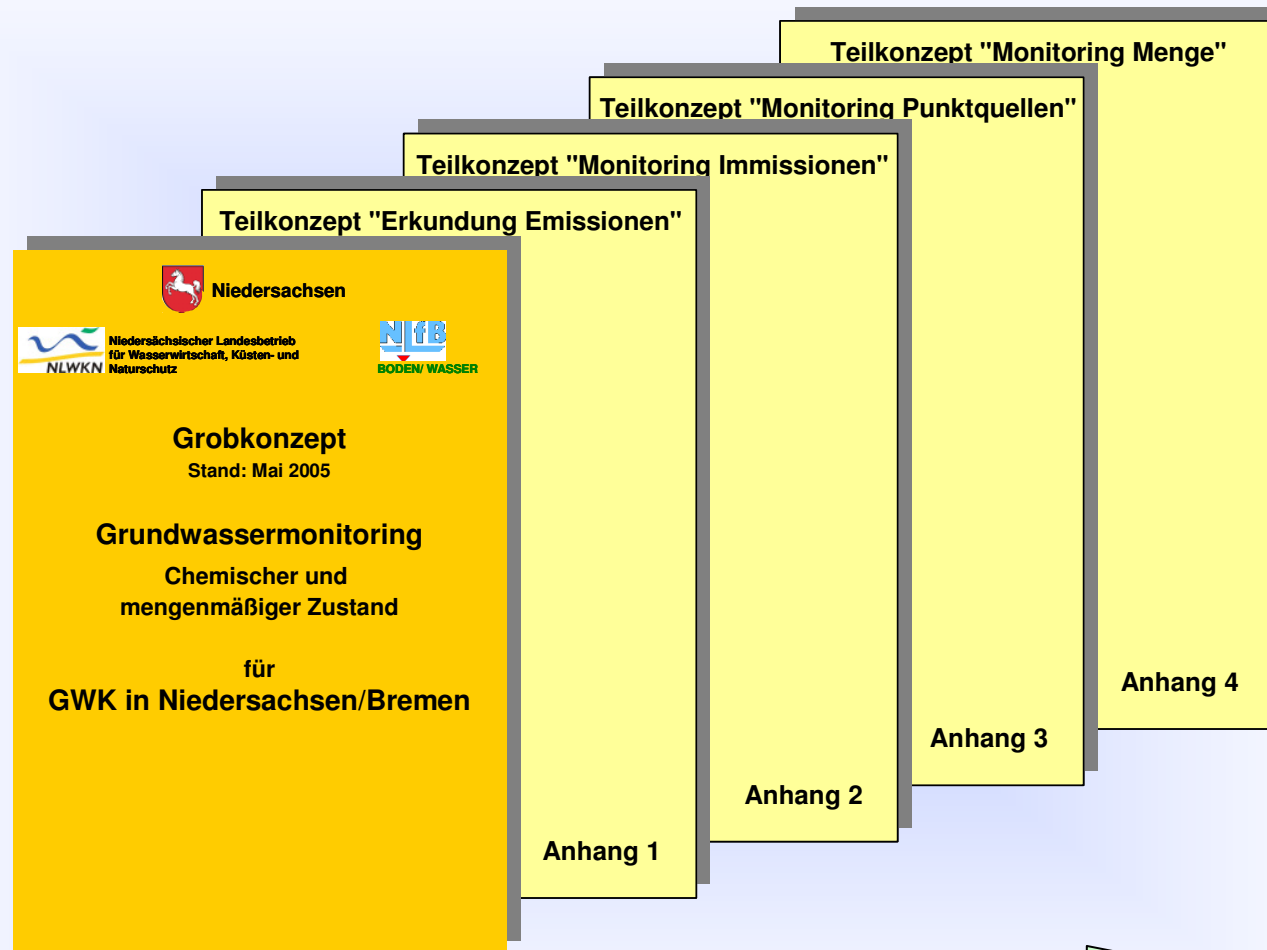 Teilkonzept "Monitoring Menge"
Teilkonzept "Monitoring Punktquellen"
Teilkonzept "Monitoring Immissionen"
Teilkonzept "Erkundung Emissionen"
Niedersachsen
NLWKN
Niedersächsischer Landesbetrieb
für Wasserwirtschaft, Küsten- und
Naturschutz
NLfB
BODEN/ WASSER
Grobkonzept
Stand: Mai 2005
Grundwassermonitoring
Chemischer und
mengenmäßiger Zustand
für
GWK in Niedersachsen/Bremen
Anhang 1
Anhang 2
Anhang 3
Anhang 4